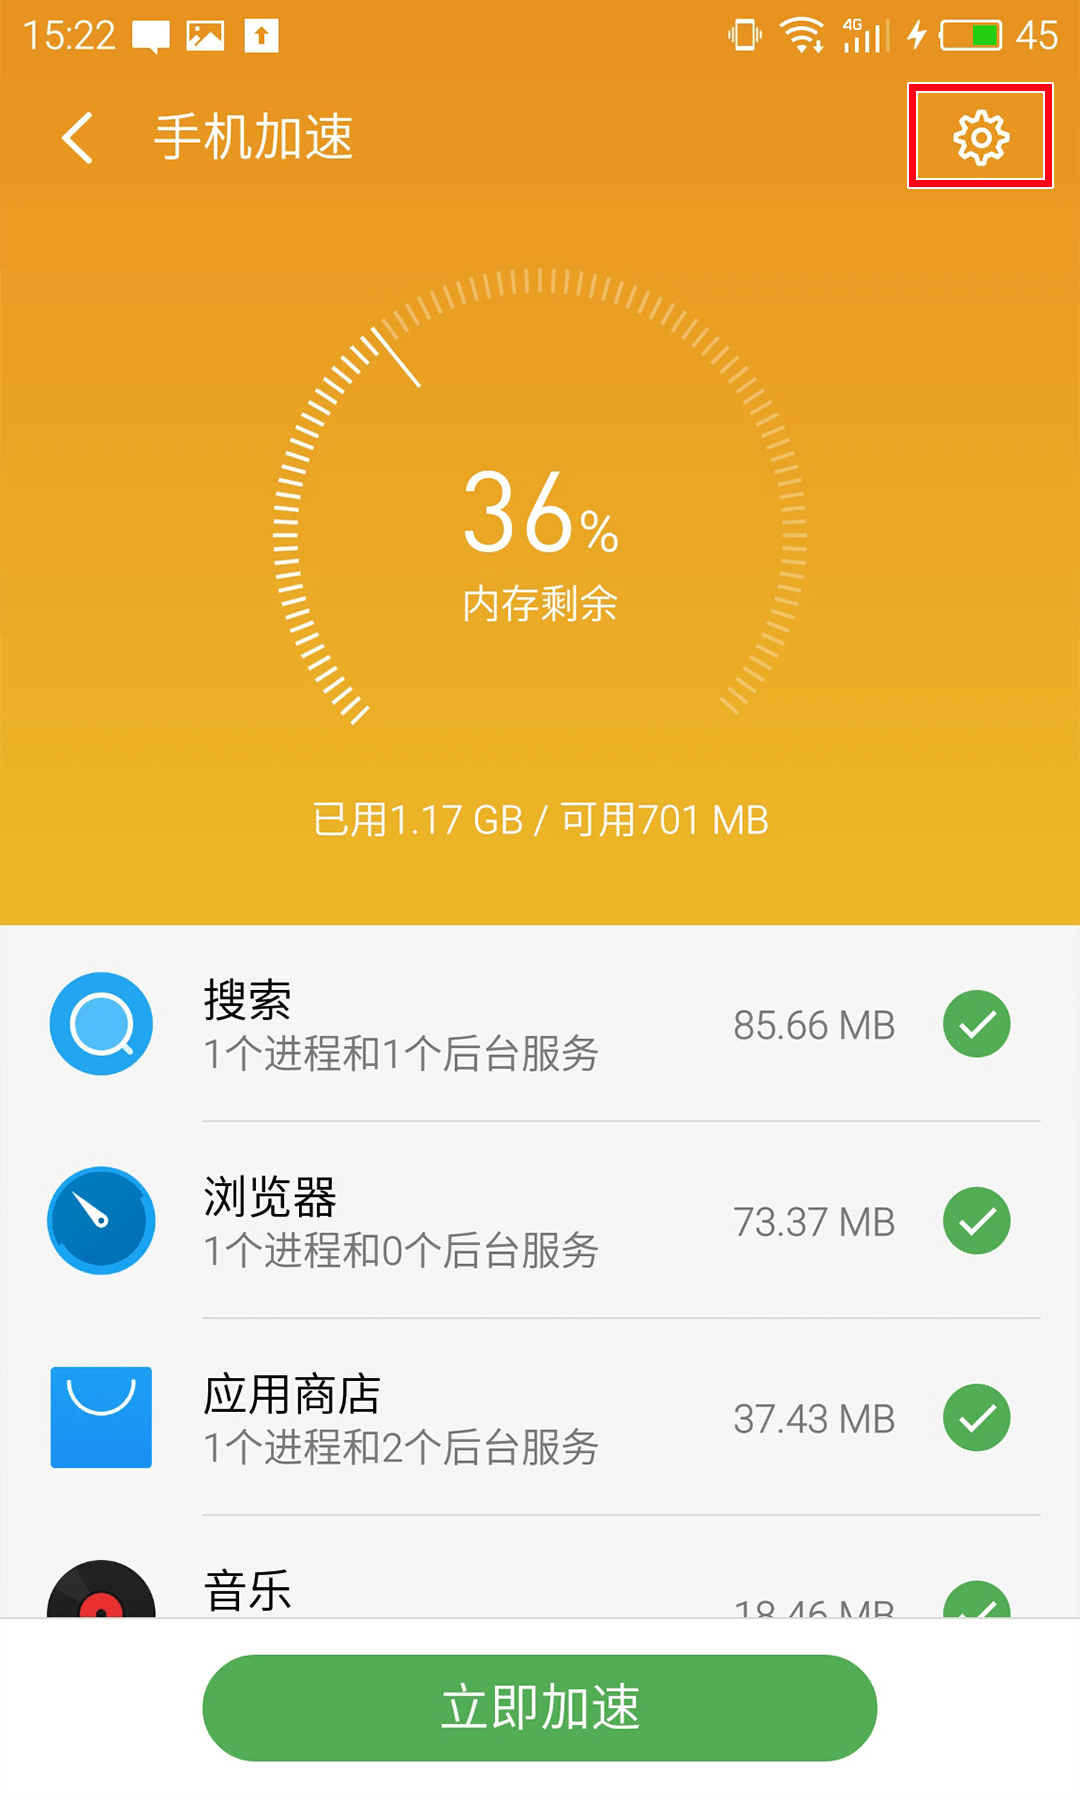 15:22
4G
45
手机加速
36%
内存剩余
已用1.17 GB / 可用701 MB
搜索
1个进程和1个后台服务
85.66 MB
浏览器
1个进程和0个后台服务
73.37 MB
应用商店
1个进程和2个后台服务
37.43 MB
音乐
18.46 MB
立即加速